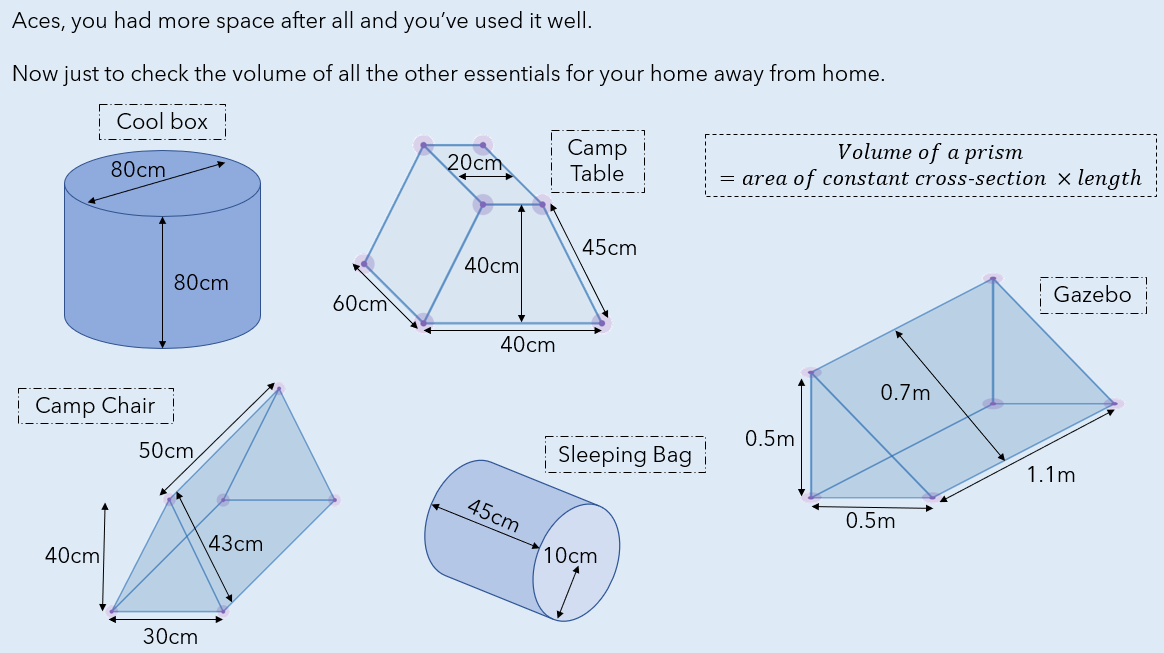 Aces, you had more space after all and you’ve used it well.
Now just to check the volume of all the other essentials for your home away from home.
Cool box
80cm
80cm
Camp
Table
20cm
40cm
45cm
60cm
40cm
Volume of a prism
= area of constant cross-section × length
Gazebo
0.7m
0.5m
1.1m
0.5m
Camp Chair
50cm
40cm
43cm
30cm
Sleeping Bag
45cm
10cm